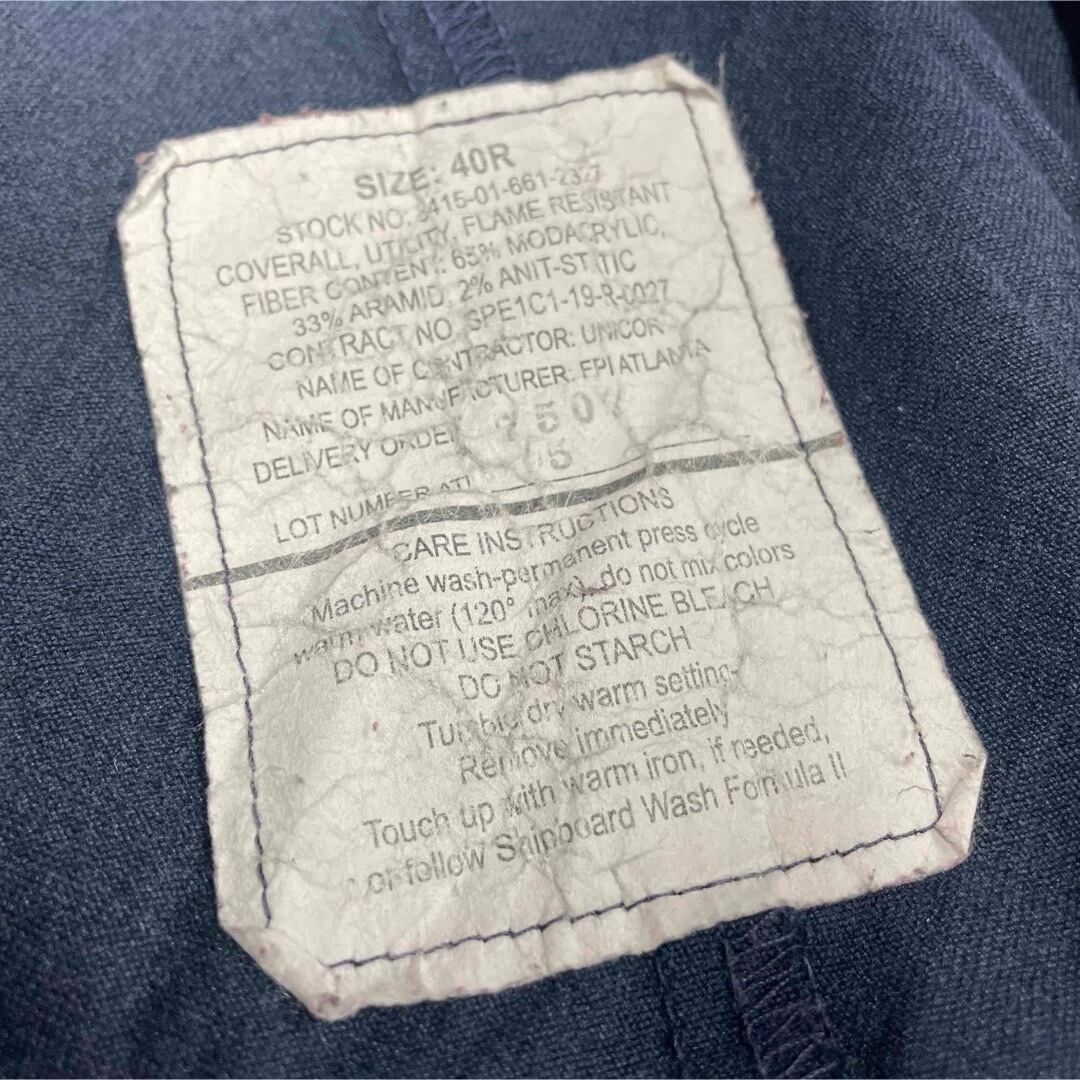 SIZE: 40R
STOCK NO: 8415-01-661-2327
COVERALL, UTILITY, FLAME RESISTANT
FIBER CONTENT: 65% MODACRYLIC,
33% ARAMID, 2% ANIT-STATIC
CONTRACT NO. SPE1C1-19-R-0027
NAME OF CONTRACTOR: UNICOR
NAME OF MANUFACTURER: FPI ATLANTA
DELIVERY ORDER
LOT NUMBER ATL
CARE INSTRUCTIONS
Machine wash-permanent press cycle
warm water (120° max), do not mix colors
DO NOT USE CHLORINE BLEACH
DO NOT STARCH
Tumble dry warm setting-
Remove immediately
Touch up with warm iron, if needed,
or follow Shipboard Wash Formula II